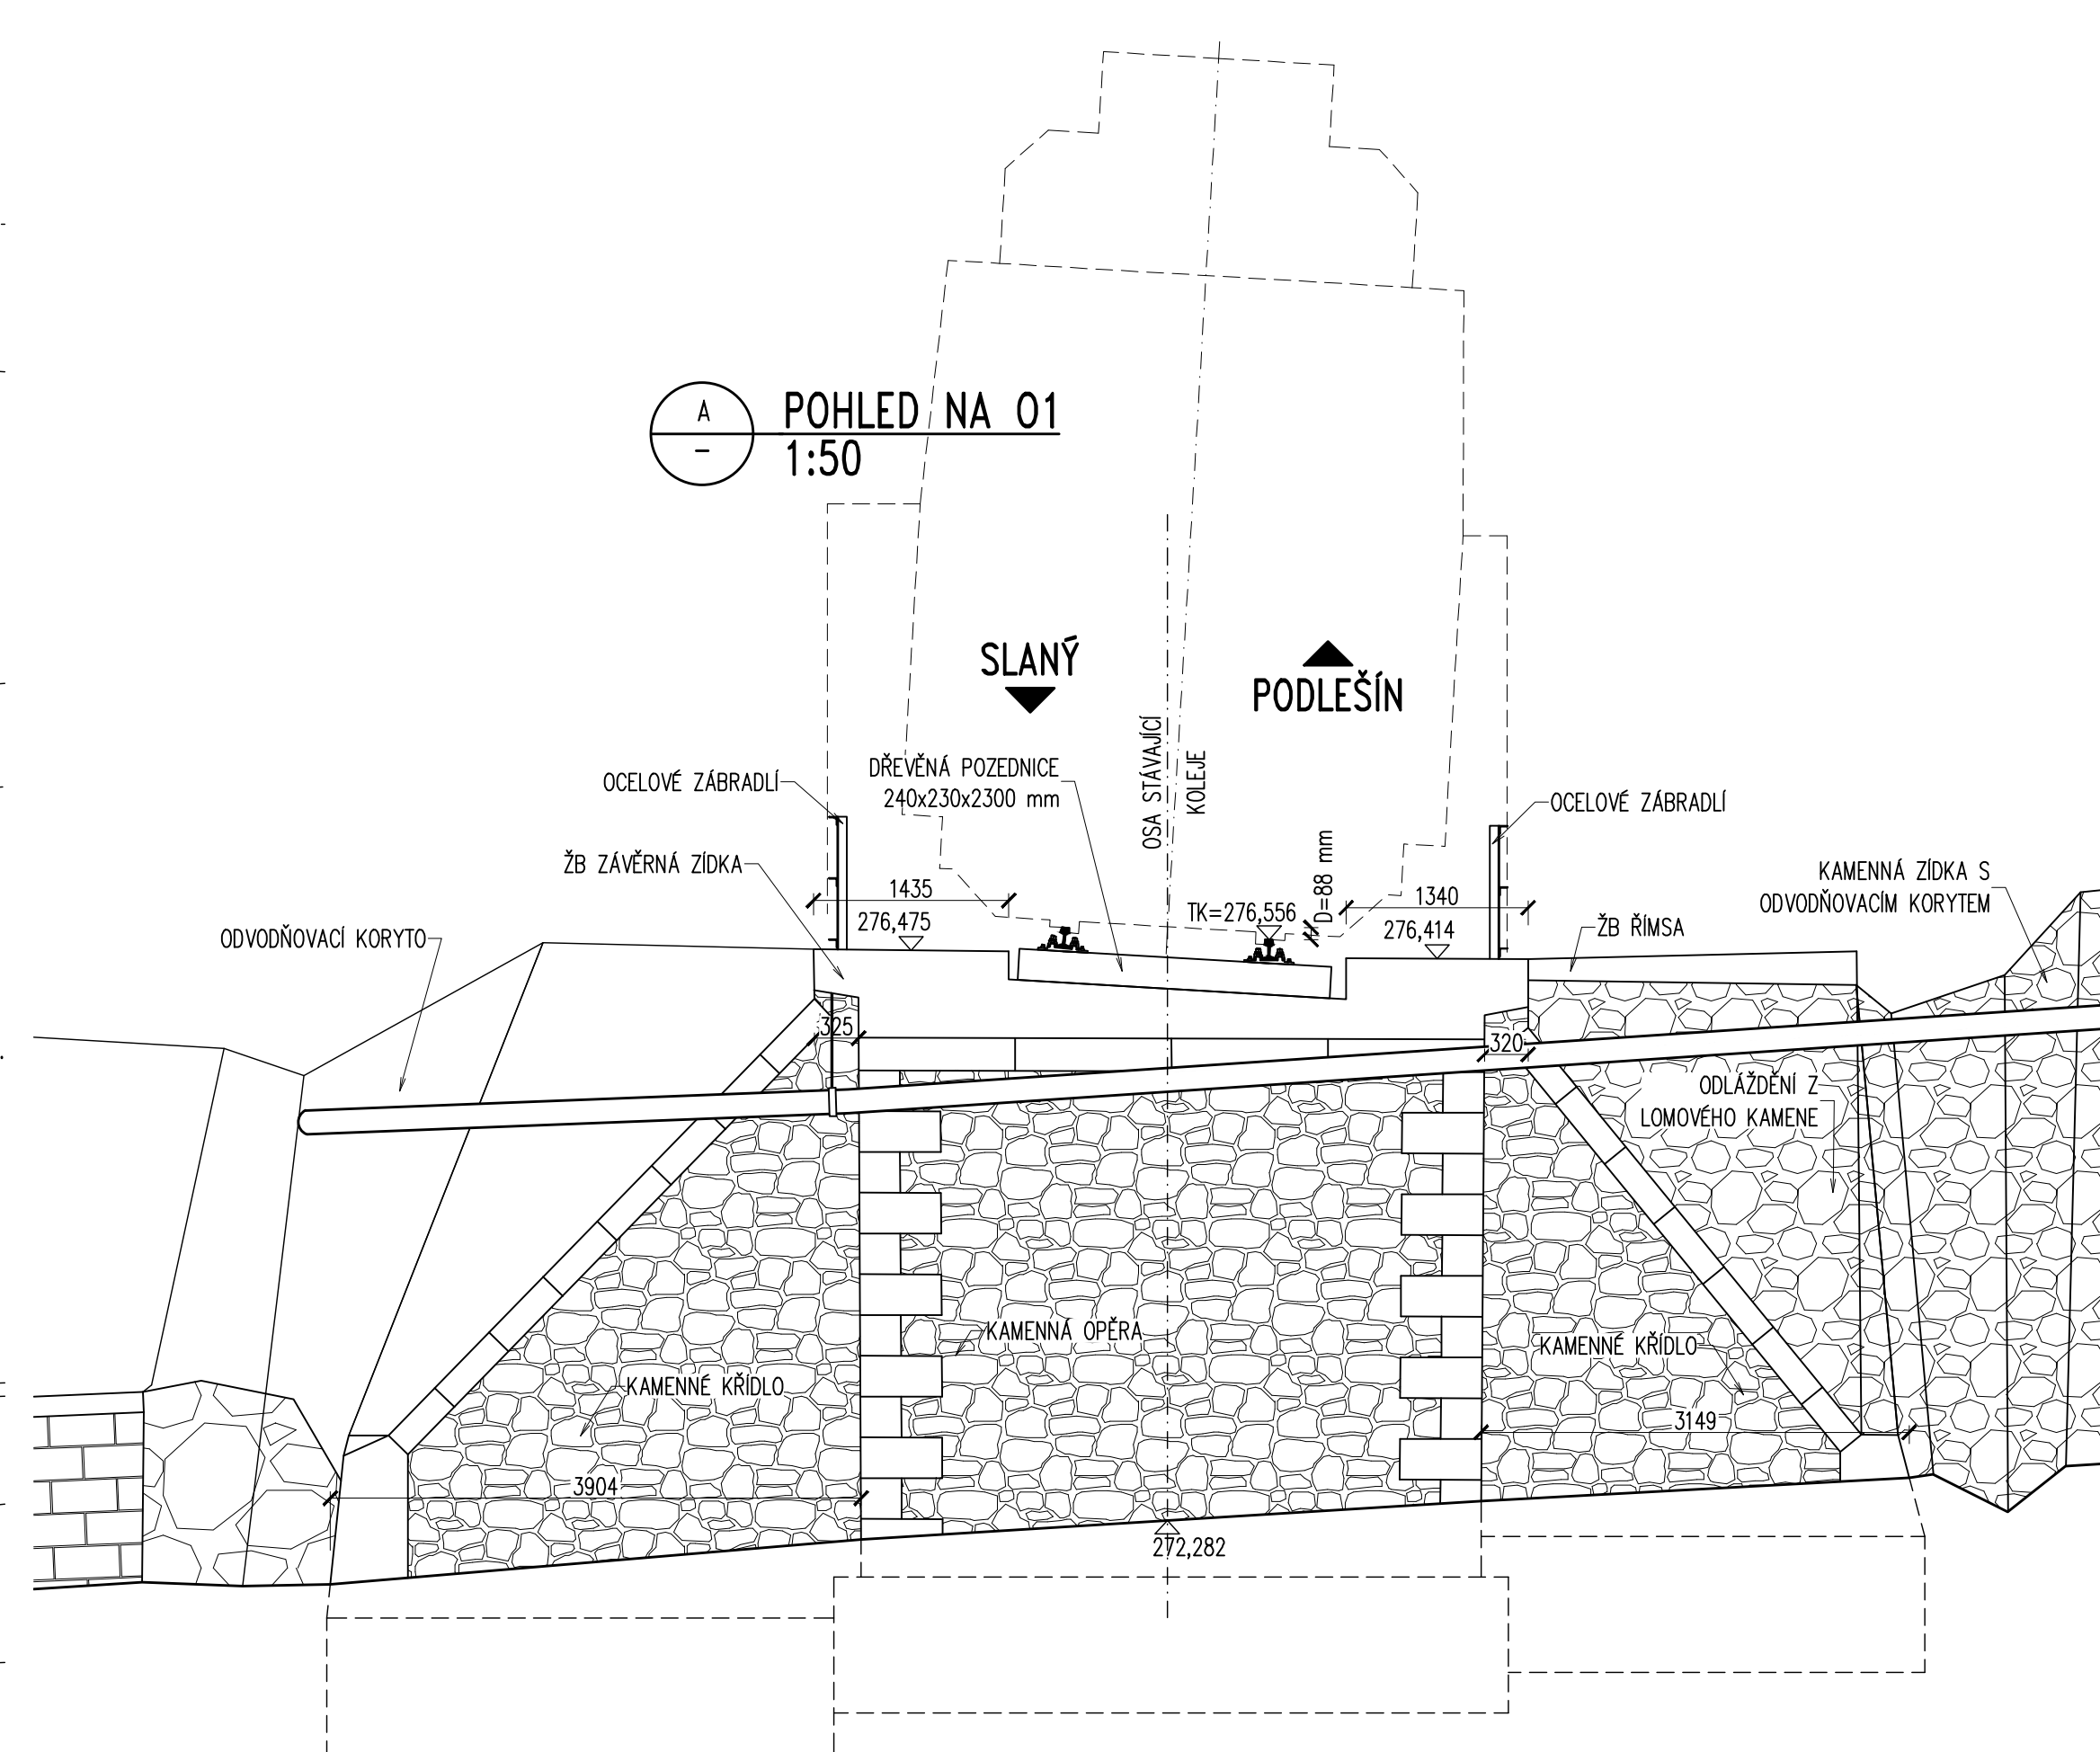 A
-
POHLED NA O1
1:50
SLANÝ
PODLEŠÍN
OSA STÁVAJÍCÍ
KOLEJE
DŘEVĚNÁ POZEDNICE
240x230x2300 mm
OCELOVÉ ZÁBRADLÍ
OCELOVÉ ZÁBRADLÍ
ŽB ZÁVĚRNÁ ZÍDKA
KAMENNÁ ZÍDKA S
ODVODŇOVACÍM KORYTEM
1435
276,475
TK=276,556
D=88 mm
1340
276,414
ŽB ŘÍMSA
ODVODŇOVACÍ KORYTO
325
320
ODLÁŽDĚNÍ Z
LOMOVÉHO KAMENE
KAMENNÁ OPĚRA
KAMENNÉ KŘÍDLO
KAMENNÉ KŘÍDLO
3149
3904
272,282